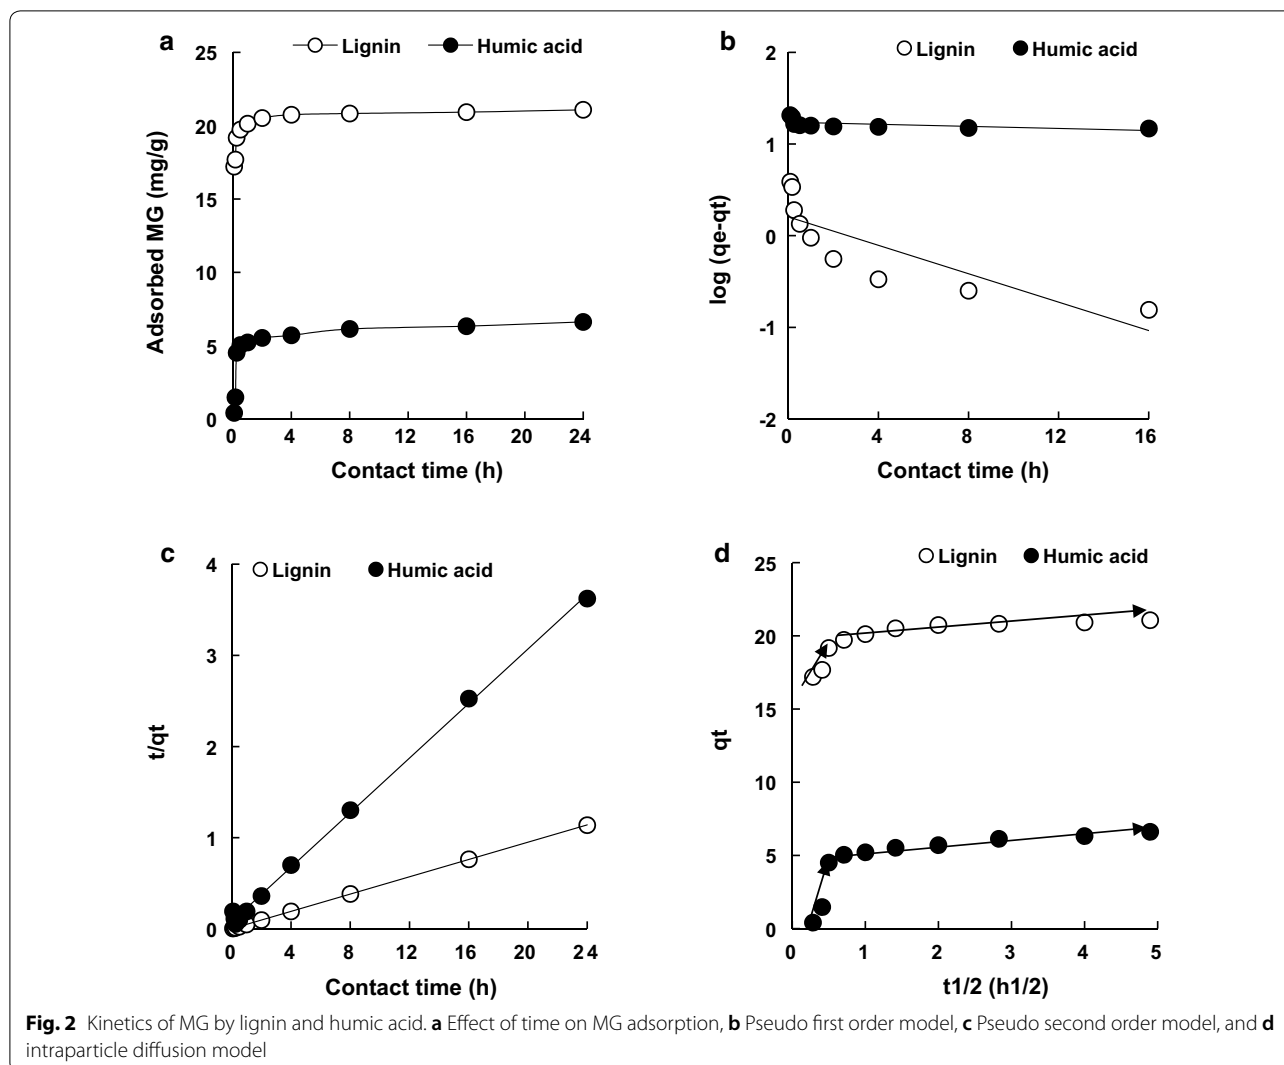 a
Lignin Humic acid
25
20
15
10
5
0
Adsorbed MG (mg/g)
0 4 8 12 16 20 24
Contact time (h)
b
Lignin Humic acid
2
1
0
-1
-2
log (qe-qt)
0 4 8 12 16
Contact time (h)
c
Lignin Humic acid
4
3
2
1
0
t/qt
0 4 8 12 16 20 24
Contact time (h)
d
Lignin Humic acid
25
20
15
10
5
0
qt
0 1 2 3 4 5
t1/2 (h1/2)
Fig. 2 Kinetics of MG by lignin and humic acid. a Effect of time on MG adsorption, b Pseudo first order model, c Pseudo second order model, and d
intraparticle diffusion model